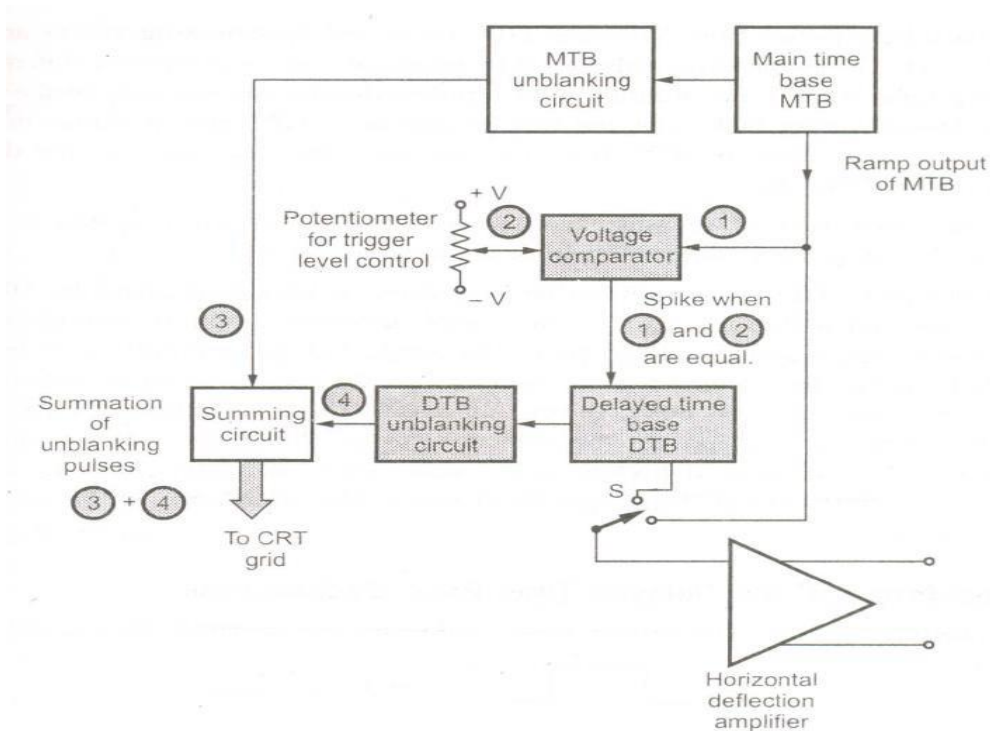 MTB
unblanking
circuit
Main time
base
MTB
Ramp output
of MTB
+ V
Potentiometer
for trigger
level control
2
Voltage
comparator
1
- V
Spike when
1 and 2
are equal.
3
Summation
of
unblanking
pulses
3 + 4
Summing
circuit
4
DTB
unblanking
circuit
Delayed time
base
DTB
S
To CRT
grid
Horizontal
deflection
amplifier